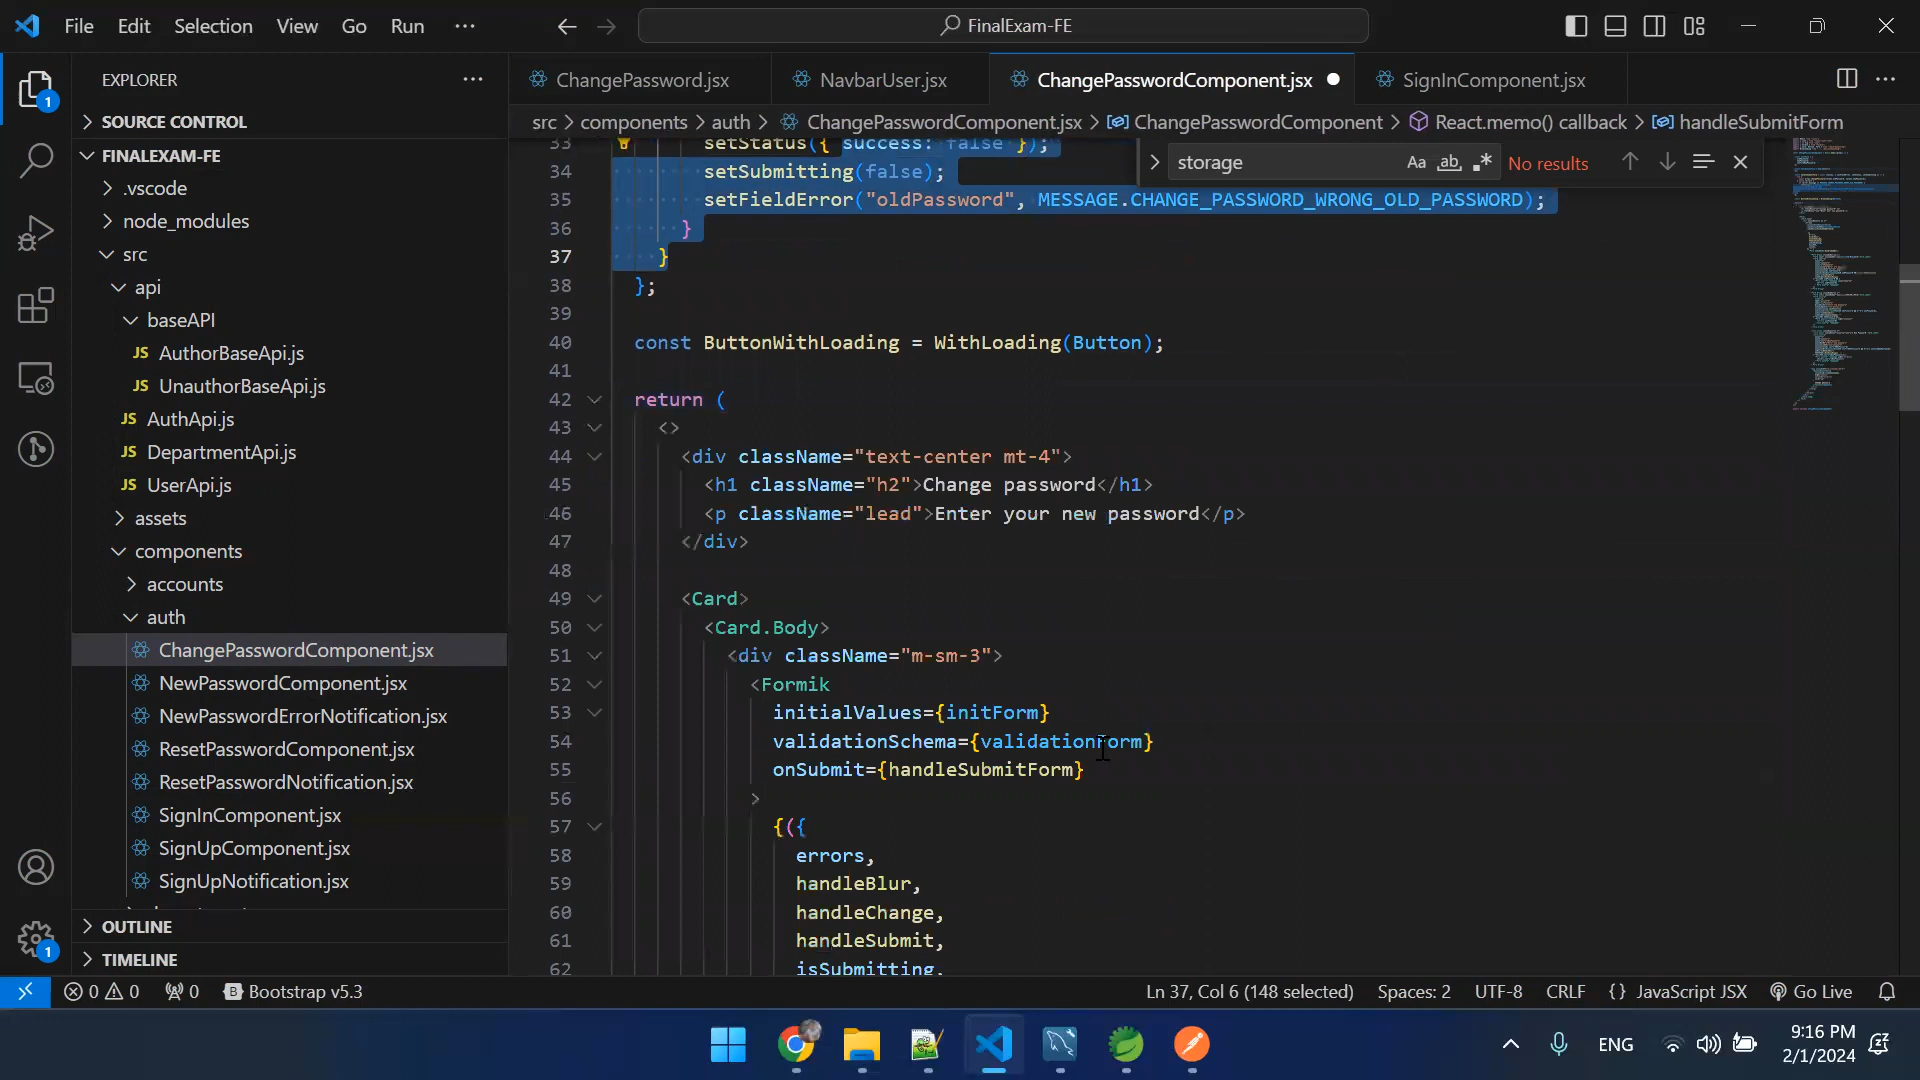 File Edit Selection View Go Run ··· FinalExam-FE
EXPLORER ···
SOURCE CONTROL
FINALEXAM-FE
.vscode
node_modules
src
api
baseAPI
JS AuthorBaseApi.js
JS UnauthorBaseApi.js
JS AuthApi.js
JS DepartmentApi.js
JS UserApi.js
assets
components
accounts
auth
ChangePasswordComponent.jsx
NewPasswordComponent.jsx
NewPasswordErrorNotification.jsx
ResetPasswordComponent.jsx
ResetPasswordNotification.jsx
SignInComponent.jsx
SignUpComponent.jsx
SignUpNotification.jsx
OUTLINE
TIMELINE
1
1
ChangePassword.jsx NavbarUser.jsx ChangePasswordComponent.jsx SignInComponent.jsx
src > components > auth > ChangePasswordComponent.jsx > ChangePasswordComponent > React.memo() callback > handleSubmitForm
storage Aa ab .* No results
33 setStatus({ success: false });
34 setSubmitting(false);
35 setFieldError("oldPassword", MESSAGE.CHANGE_PASSWORD_WRONG_OLD_PASSWORD);
36 }
37 }
38 };
39
40 const ButtonWithLoading = WithLoading(Button);
41
42 return (
43 <>
44 <div className="text-center mt-4">
45 <h1 className="h2">Change password</h1>
46 <p className="lead">Enter your new password</p>
47 </div>
48
49 <Card>
50 <Card.Body>
51 <div className="m-sm-3">
52 <Formik
53 initialValues={initForm}
54 validationSchema={validationForm}
55 onSubmit={handleSubmitForm}
56 >
57 {({
58 errors,
59 handleBlur,
60 handleChange,
61 handleSubmit,
62 isSubmitting,
0 0 0 Bootstrap v5.3 Ln 37, Col 6 (148 selected) Spaces: 2 UTF-8 CRLF {} JavaScript JSX Go Live
ENG 9:16 PM
2/1/2024